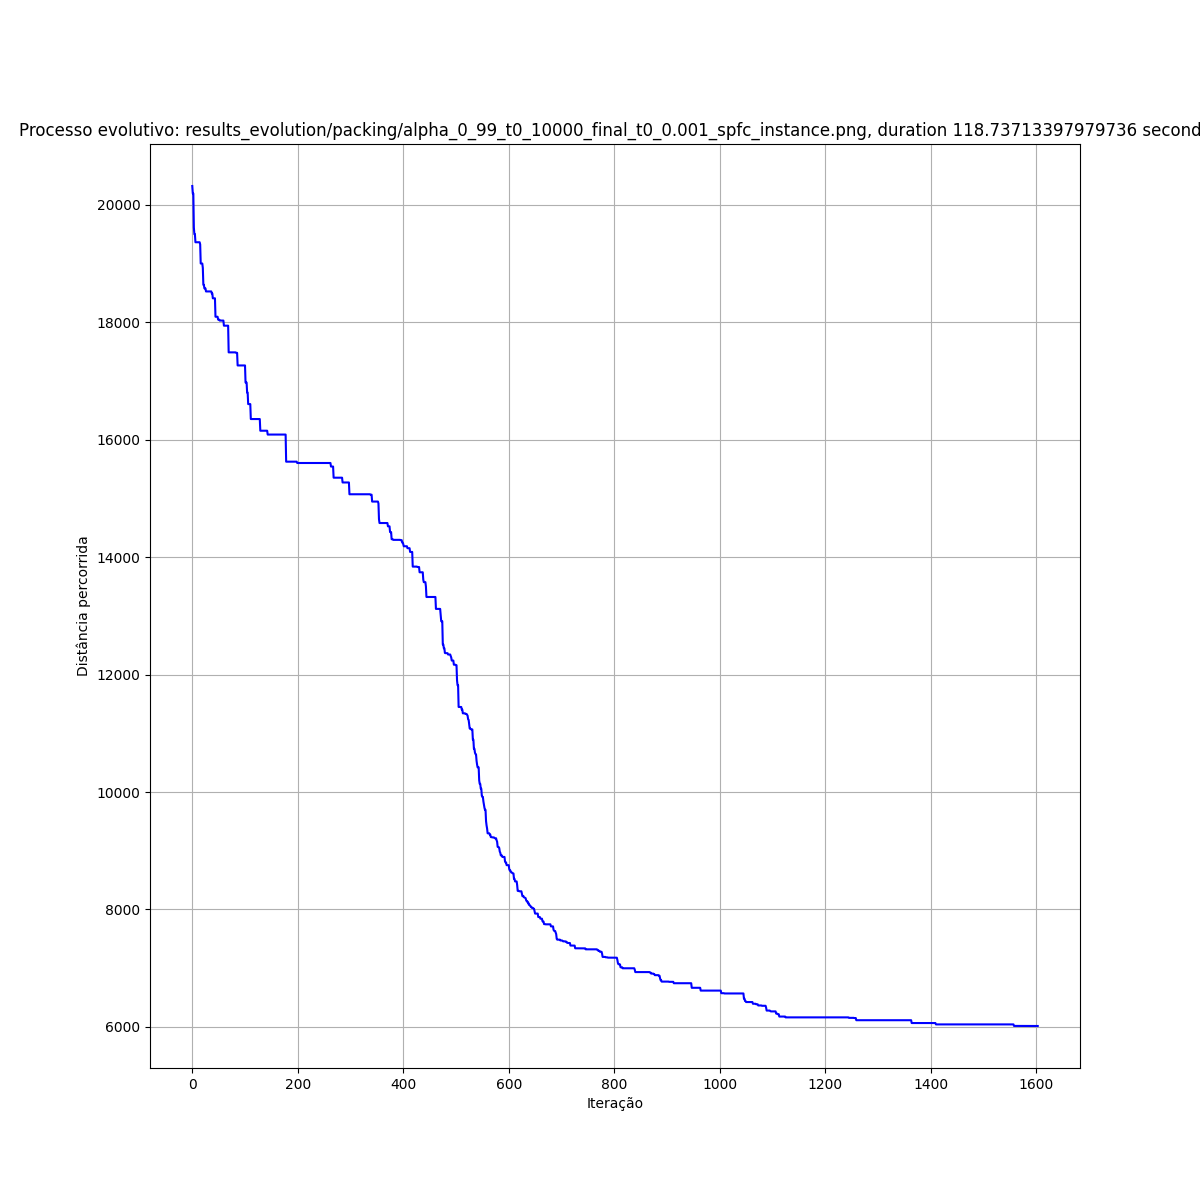 Processo evolutivo: results_evolution/packing/alpha_0_99_t0_10000_final_t0_0.001_spfc_instance.png, duration 118.73713397979736 second
20000
18000
16000
14000
12000
10000
8000
6000
Distância percorrida
0 200 400 600 800 1000 1200 1400 1600
Iteração